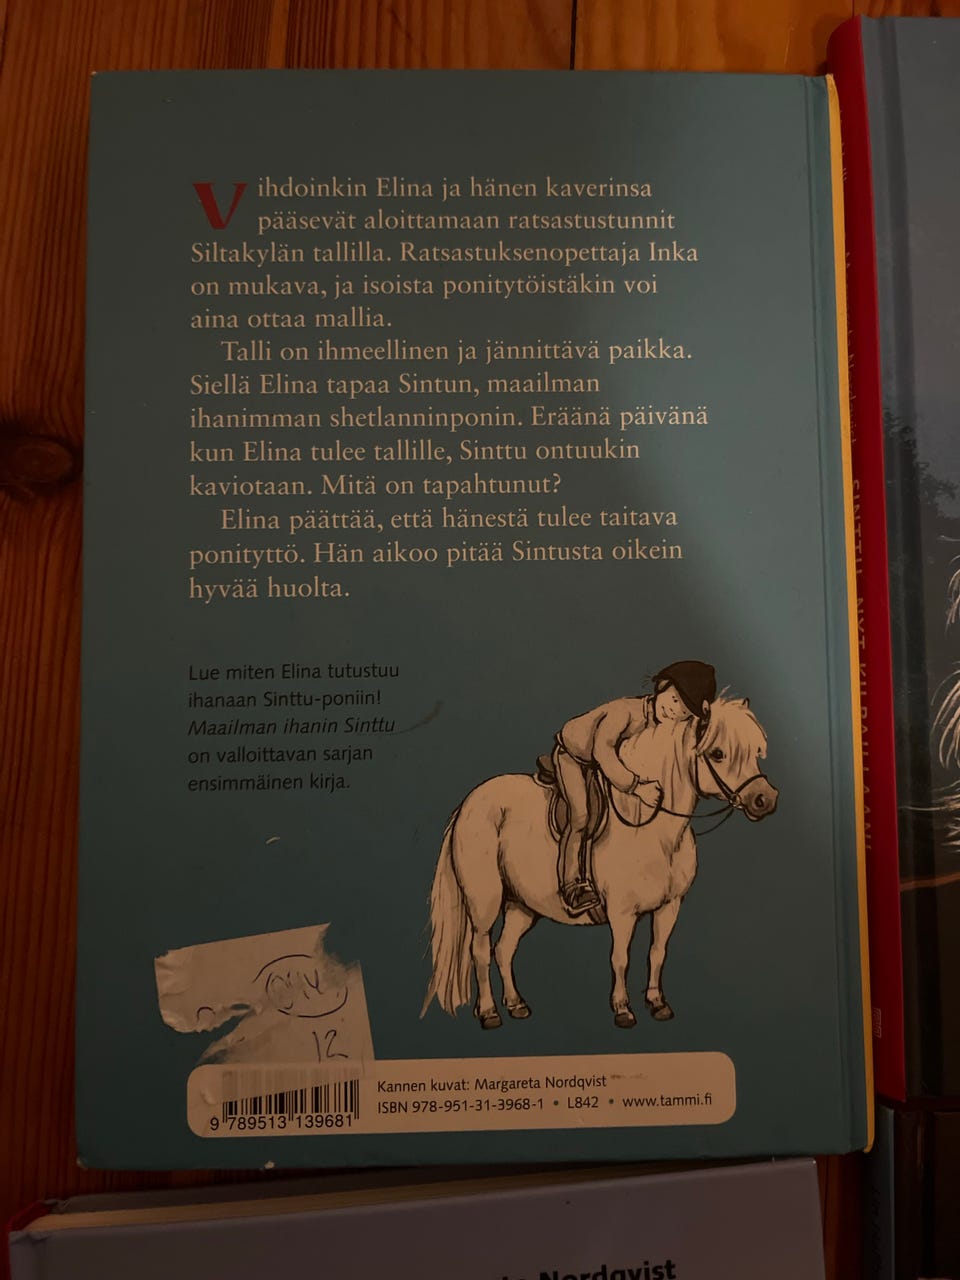 Vihdoinkin Elina ja hänen kaverinsa
pääsevät aloittamaan ratsastustunnit
Siltakylän tallilla. Ratsastuksenopettaja Inka
on mukava, ja isoista ponitytöistäkin voi
aina ottaa mallia.
Talli on ihmeellinen ja jännittävä paikka.
Siellä Elina tapaa Sintun, maailman
ihanimman shetlanninponin. Eräänä päivänä
kun Elina tulee tallille, Sinttu ontuukin
kaviotaan. Mitä on tapahtunut?
Elina päättää, että hänestä tulee taitava
ponityttö. Hän aikoo pitää Sintusta oikein
hyvää huolta.
Lue miten Elina tutustuu
ihanaan Sinttu-poniin!
Maailman ihanin Sinttu
on valloittavan sarjan
ensimmäinen kirja.
12
Kannen kuvat: Margareta Nordqvist
ISBN 978-951-31-3968-1 • L842 • www.tammi.fi
9 789513 139681
SINTTU, NYT KILPAILLAAN!
Nordqvist